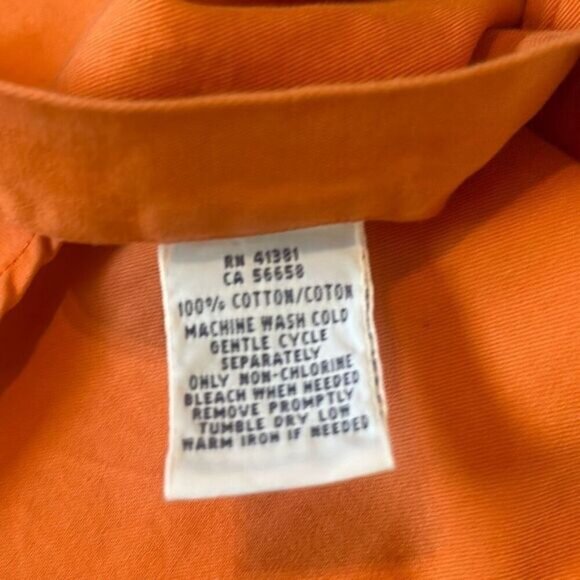 RN 41381
CA 56658
100% COTTON/COTON
MACHINE WASH COLD
GENTLE CYCLE
SEPARATELY
ONLY NON-CHLORINE
BLEACH WHEN NEEDED
REMOVE PROMPTLY
TUMBLE DRY LOW
WARM IRON IF NEEDED